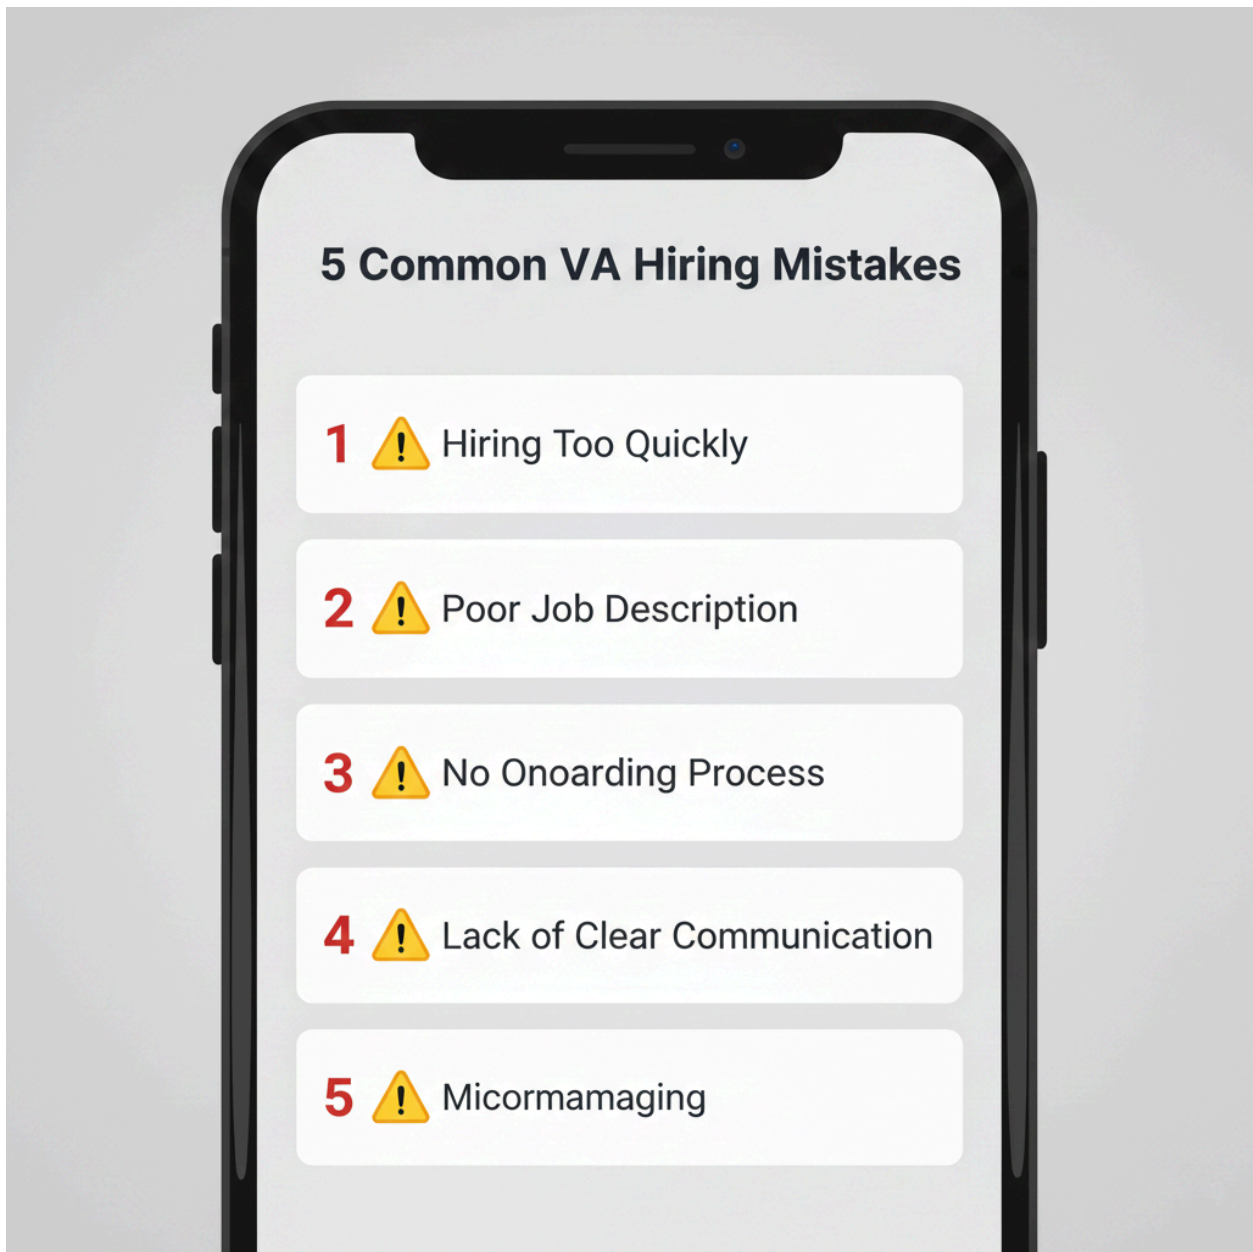 5 Common VA Hiring Mistakes
1 Hiring Too Quickly
2 Poor Job Description
3 No Onoarding Process
4 Lack of Clear Communication
5 Micormamaging